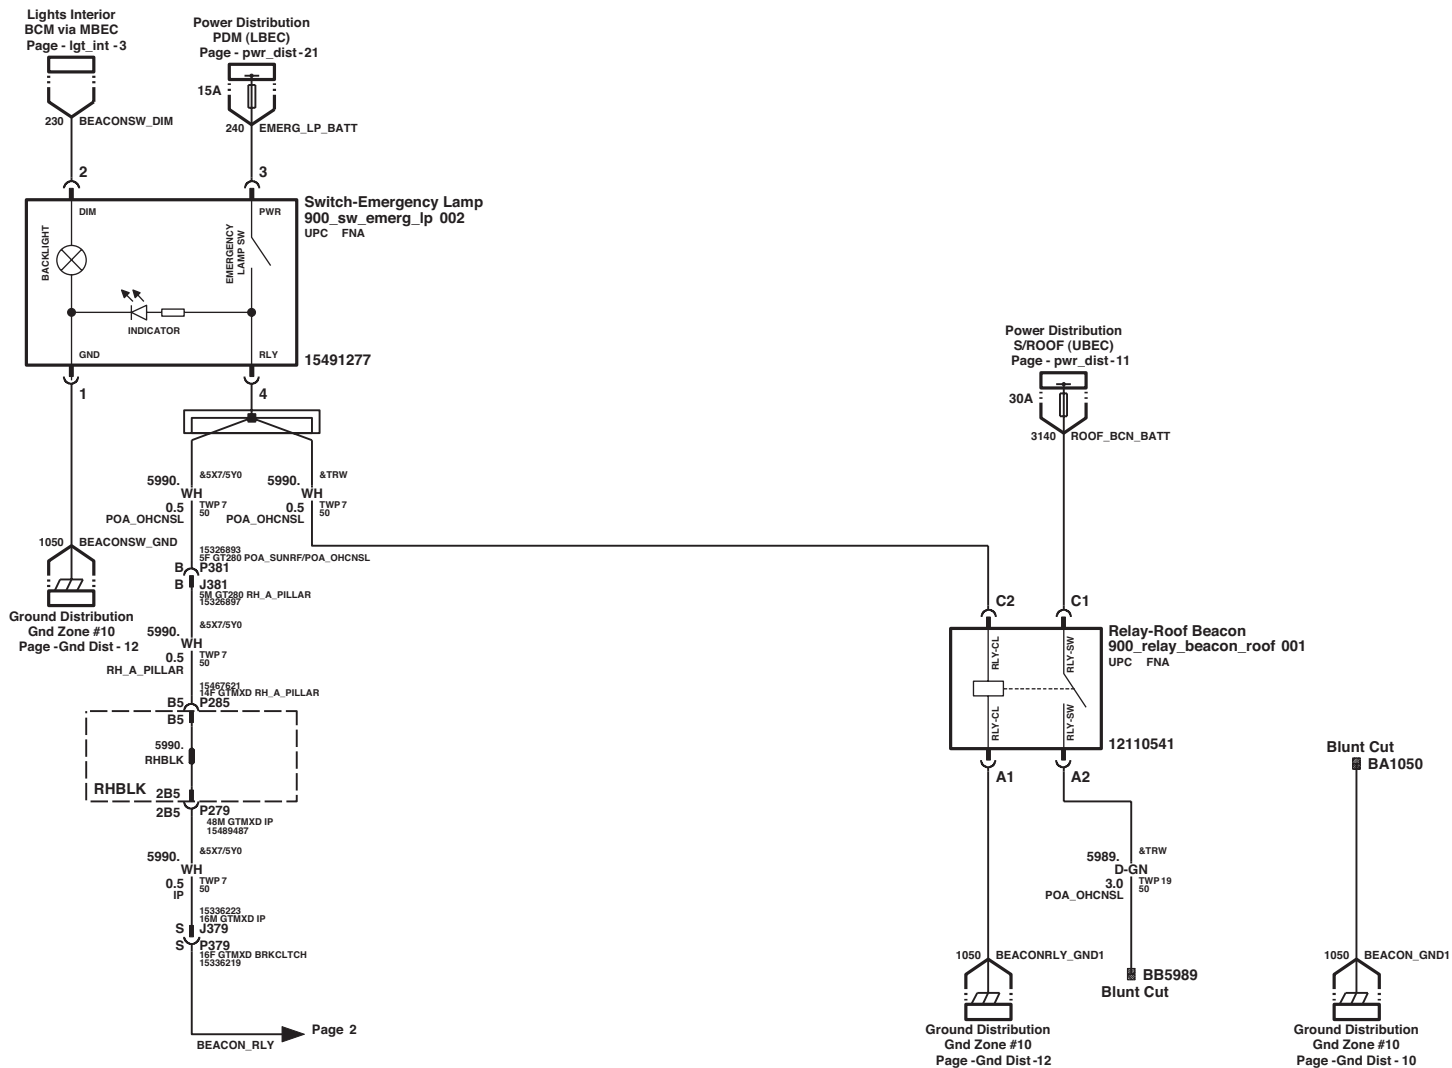 Lights Interior
BCM via MBEC
Page - lgt_int - 3
230 BEACONSW_DIM
2
Power Distribution
PDM (LBEC)
Page - pwr_dist - 21
15A
240 EMERG_LP_BATT
3
Switch-Emergency Lamp
900_sw_emerg_lp 002
UPC FNA
DIM
PWR
BACKLIGHT
EMERGENCY
LAMP SW
INDICATOR
GND
RLY
15491277
1
4
5990.
&5X7/5Y0
WH
0.5
TWP 7
50
POA_OHCNSL
5990.
&TRW
WH
0.5
TWP 7
50
POA_OHCNSL
1050 BEACONSW_GND
Ground Distribution
Gnd Zone #10
Page -Gnd Dist - 12
15326893
5F GT280 POA_SUNRF/POA_OHCNSL
B P381
B J381
5M GT280 RH_A_PILLAR
15326897
5990.
&5X7/5Y0
WH
0.5
TWP 7
50
RH_A_PILLAR
15467621
14F GTMXD RH_A_PILLAR
B5 P285
B5
5990.
RHBLK
RHBLK
2B5
2B5 P279
48M GTMXD IP
15489487
5990.
&5X7/5Y0
WH
0.5
TWP 7
50
IP
15336223
16M GTMXD IP
S J379
S P379
16F GTMXD BRKCLTCH
15336219
Page 2
BEACON_RLY
Power Distribution
S/ROOF (UBEC)
Page - pwr_dist - 11
30A
3140 ROOF_BCN_BATT
C2
C1
Relay-Roof Beacon
900_relay_beacon_roof 001
UPC FNA
RLY-CL
RLY-SW
RLY-CL
RLY-SW
12110541
A1
A2
5989.
&TRW
D-GN
3.0
TWP 19
50
POA_OHCNSL
BB5989
Blunt Cut
1050 BEACONRLY_GND1
Ground Distribution
Gnd Zone #10
Page -Gnd Dist -12
Blunt Cut
BA1050
1050 BEACON_GND1
Ground Distribution
Gnd Zone #10
Page -Gnd Dist - 10